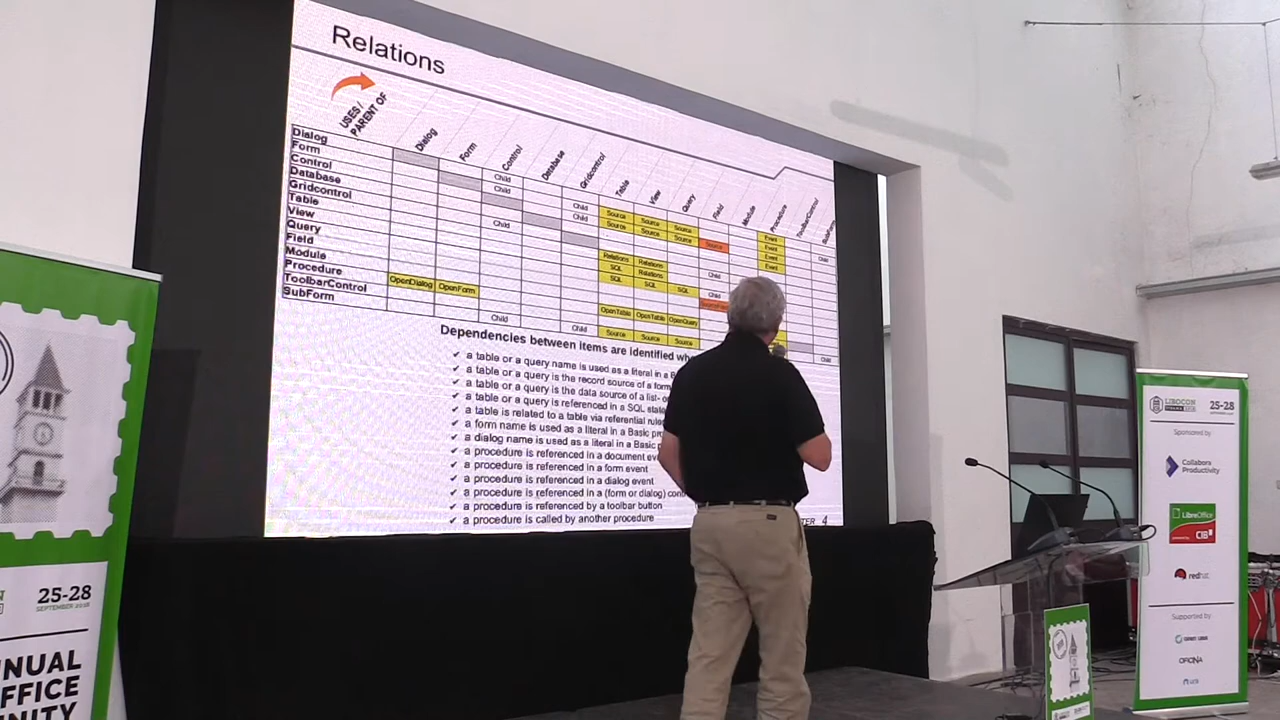 Relations
USES /
PARENT OF
Dialog
Form
Control
Database
Gridcontrol
Table
View
Query
Field
Module
Procedure
ToolbarControl
Dialog
Form
Control
Database
Gridcontrol
Table
View
Query
Field
Module
Procedure
ToolbarControl
SubForm
Child
Child
Child
Child
Child
Source Source Source
Source Source Source
Source
Event
Event
Event
Event
Child
Relations Relations
SQL Relations
SQL SQL SQL
Child
Child
OpenDialog OpenForm
OpenTable OpenTable OpenQuery
Child
Child
Source Source Source
Child
Dependencies between items are identified
✓ a table or a query name is used as a literal in a
✓ a table or a query is the record source of a
✓ a table or a query is the data source of a list-
✓ a table or a query is referenced in a SQL
✓ a table is related to a table via referential
✓ a form name is used as a literal in a Basic
✓ a dialog name is used as a literal in a Basic
✓ a procedure is referenced in a document
✓ a procedure is referenced in a form event
✓ a procedure is referenced in a dialog event
✓ a procedure is referenced in a (form or dialog)
✓ a procedure is referenced by a toolbar button
✓ a procedure is called by another procedure
4
25-28
SEPTEMBER 2018
NNUAL
FFICE
UNITY
LIBOCON
25-28
Sponsored by
Collabora
Productivity
LibreOffice
CIB
redhat
Supported by